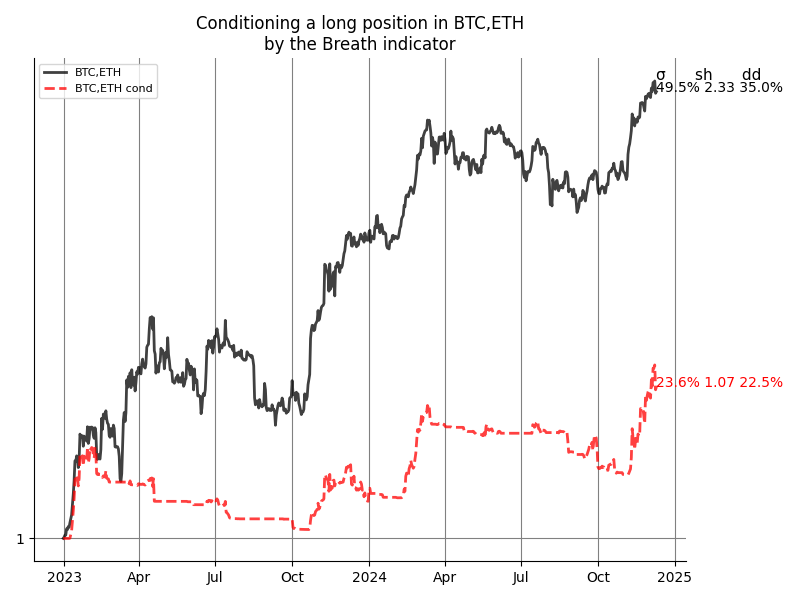 Conditioning a long position in BTC,ETH
by the Breath indicator
BTC,ETH
BTC,ETH cond
σ sh dd
49.5% 2.33 35.0%
23.6% 1.07 22.5%
1
2023 Apr Jul Oct 2024 Apr Jul Oct 2025